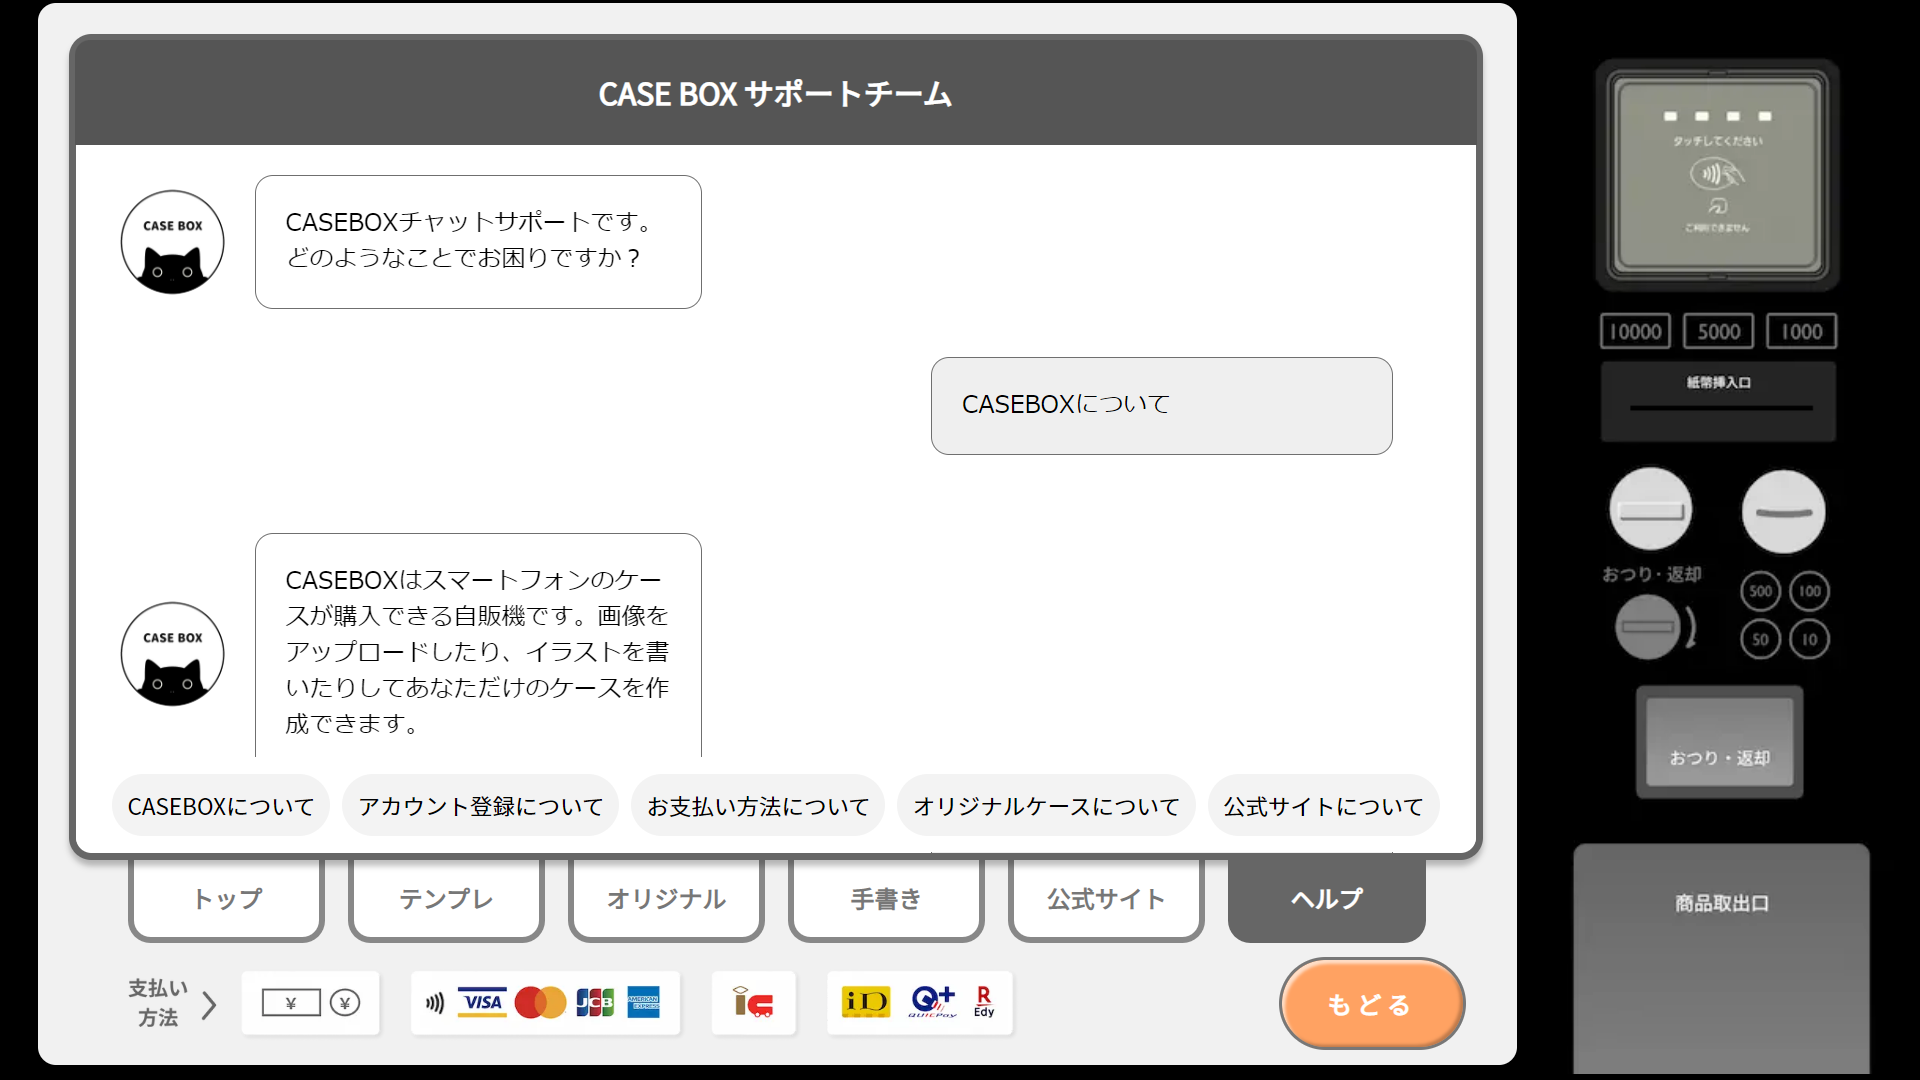 CASE BOX サポートチーム
CASE BOX
CASEBOXチャットサポートです。
どのようなことでお困りですか？
CASEBOXについて
CASE BOX
CASEBOXはスマートフォンのケー
スが購入できる自販機です。画像を
アップロードしたり、イラストを書
いたりしてあなただけのケースを作
成できます。
CASEBOXについて
アカウント登録について
お支払い方法について
オリジナルケースについて
公式サイトについて
トップ
テンプレ
オリジナル
手書き
公式サイト
ヘルプ
支払い
方法
¥
¥
VISA
JCB
AMERICAN
EXPRESS
iD
QUICPay
R
Edy
もどる
タッチしてください
ご利用できません
10000
5000
1000
紙幣挿入口
おつり・返却
500
100
50
10
おつり・返却
商品取出口